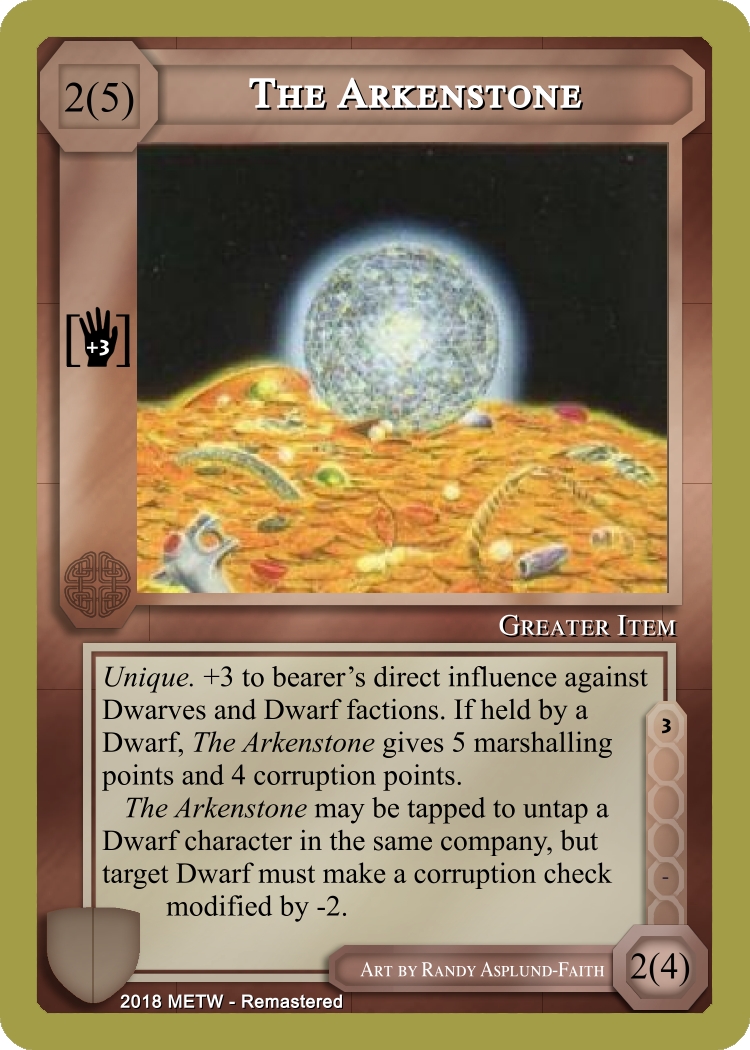 2(5)
The Arkenstone
[+3]
Greater Item
Unique. +3 to bearer's direct influence against
Dwarves and Dwarf factions. If held by a
Dwarf, The Arkenstone gives 5 marshalling
points and 4 corruption points.
The Arkenstone may be tapped to untap a
Dwarf character in the same company, but
target Dwarf must make a corruption check
modified by -2.
3
-
Art by Randy Asplund-Faith
2(4)
2018 METW - Remastered